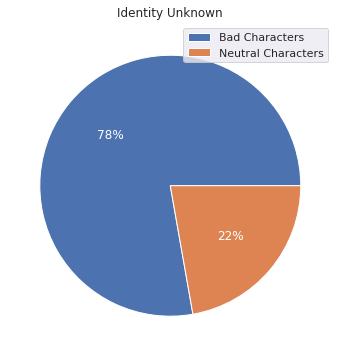 Identity Unknown
Bad Characters
Neutral Characters
78%
22%